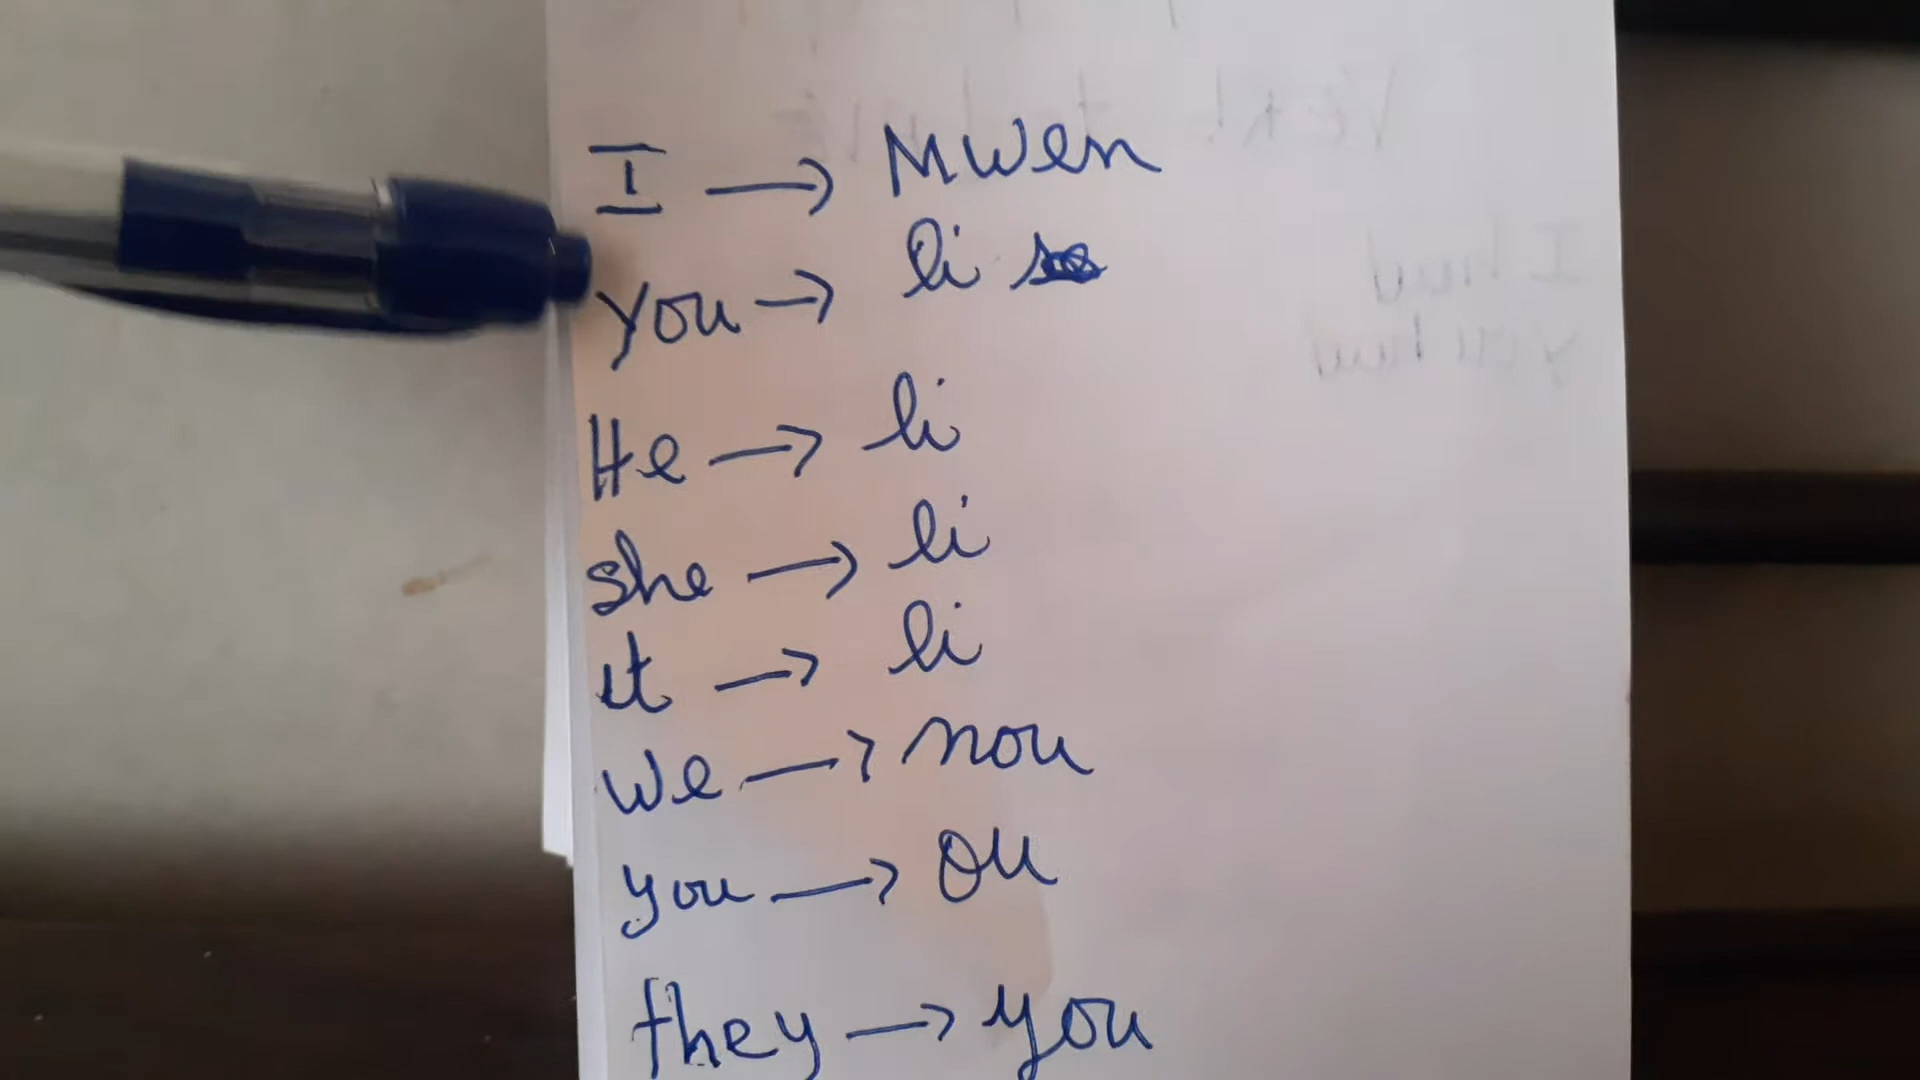 I → Mwen
you → li
He → li
she → li
it → li
we → nou
you → ou
they → you